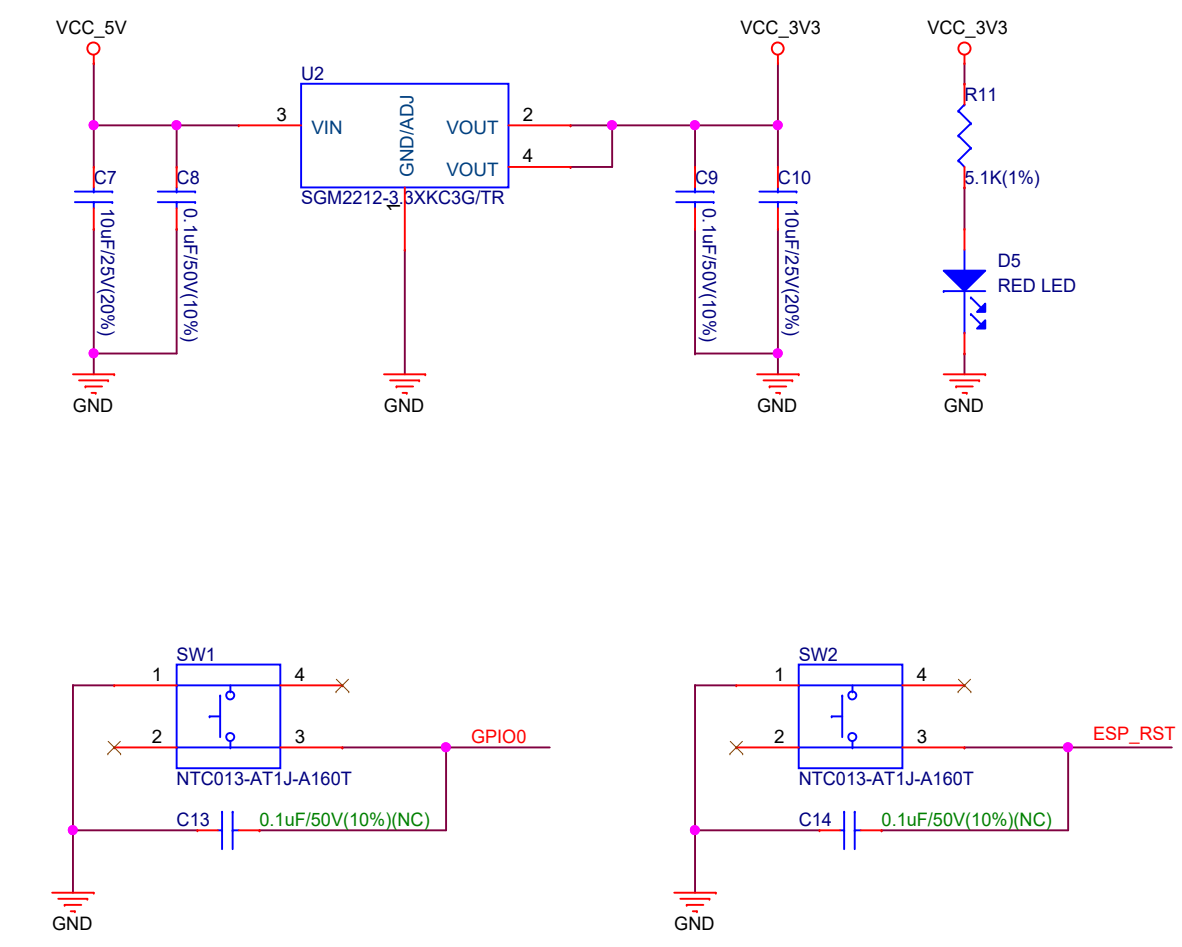 VCC_5V
VCC_3V3
VCC_3V3
U2
R11
3
VIN
GND/ADJ
VOUT
2
VOUT
4
C7
C8
C9
C10
5.1K(1%)
SGM2212-3.3XKC3G/TR
1
10uF/25V(20%)
0.1uF/50V(10%)
0.1uF/50V(10%)
10uF/25V(20%)
D5
RED LED
GND
GND
GND
GND
SW1
1
4
2
3
GPIO0
NTC013-AT1J-A160T
C13
0.1uF/50V(10%)(NC)
GND
SW2
1
4
2
3
ESP_RST
NTC013-AT1J-A160T
C14
0.1uF/50V(10%)(NC)
GND